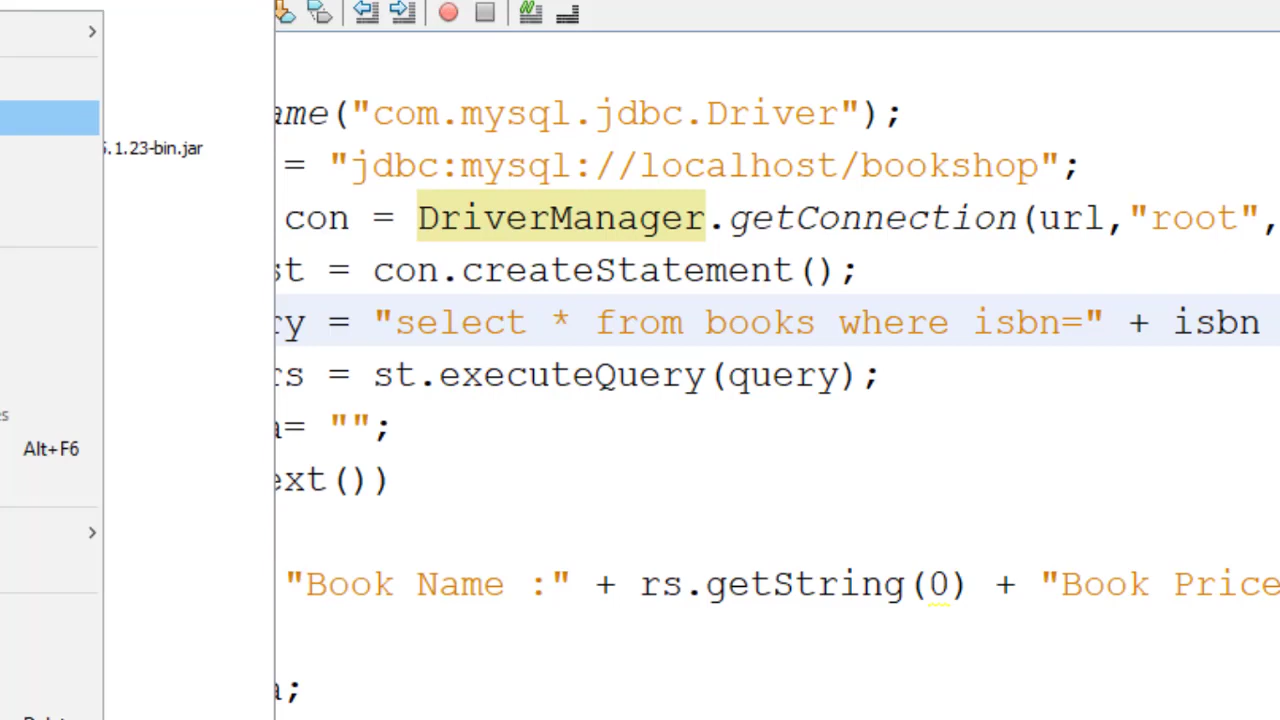 ame("com.mysql.jdbc.Driver");
5.1.23-bin.jar
= "jdbc:mysql://localhost/bookshop";
con = DriverManager.getConnection(url,"root",
st = con.createStatement();
ry = "select * from books where isbn=" + isbn
rs = st.executeQuery(query);
es
a= "";
Alt+F6
ext())
"Book Name :" + rs.getString(0) + "Book Price
a;